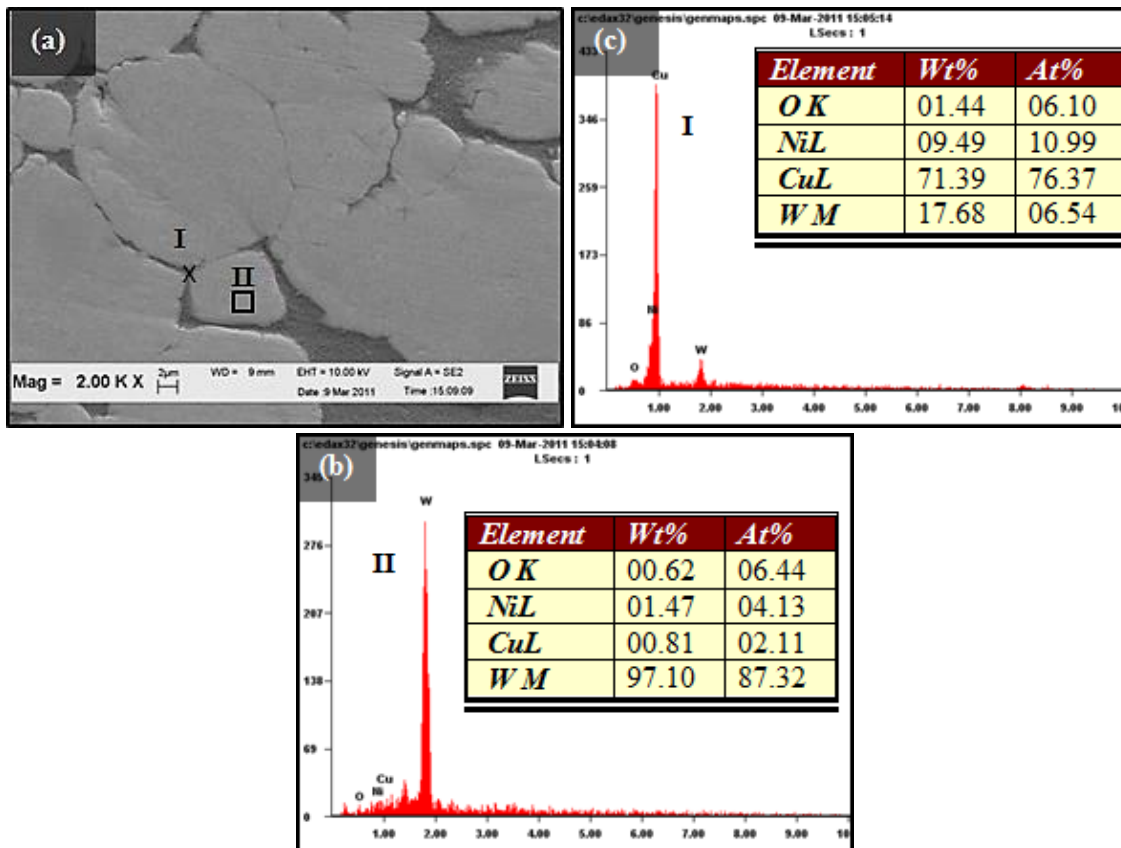 (a)
I
X
II
Mag = 2.00 K X
2µm
WD = 9 mm
EHT = 10.00 kV
Signal A = SE2
Date :9 Mar 2011
Time :15:09:09
ZEISS
c:\edax32\genesis\genmaps.spc 09-Mar-2011 15:05:14
LSecs : 1
(c)
433
346
259
173
86
0
Cu
I
Ni
O
W
1.00 2.00 3.00 4.00 5.00 6.00 7.00 8.00 9.00 10
Element Wt% At%
O K 01.44 06.10
NiL 09.49 10.99
CuL 71.39 76.37
W M 17.68 06.54
c:\edax32\genesis\genmaps.spc 09-Mar-2011 15:04:08
LSecs : 1
(b)
345
276
207
138
69
0
W
II
Cu
Ni
O
1.00 2.00 3.00 4.00 5.00 6.00 7.00 8.00 9.00 10
Element Wt% At%
O K 00.62 06.44
NiL 01.47 04.13
CuL 00.81 02.11
W M 97.10 87.32